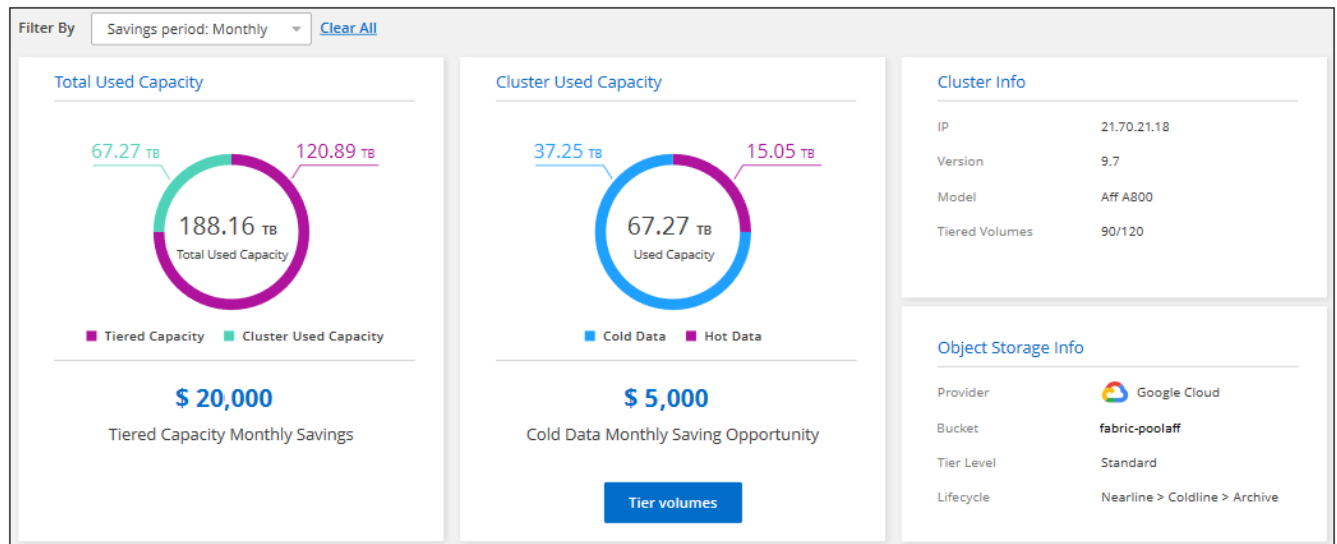 Filter By Savings period: Monthly Clear All
Total Used Capacity
67.27 TB 120.89 TB
188.16 TB
Total Used Capacity
Tiered Capacity Cluster Used Capacity
$ 20,000
Tiered Capacity Monthly Savings
Cluster Used Capacity
37.25 TB 15.05 TB
67.27 TB
Used Capacity
Cold Data Hot Data
$ 5,000
Cold Data Monthly Saving Opportunity
Tier volumes
Cluster Info
IP 21.70.21.18
Version 9.7
Model Aff A800
Tiered Volumes 90/120
Object Storage Info
Provider Google Cloud
Bucket fabric-poolaff
Tier Level Standard
Lifecycle Nearline > Coldline > Archive